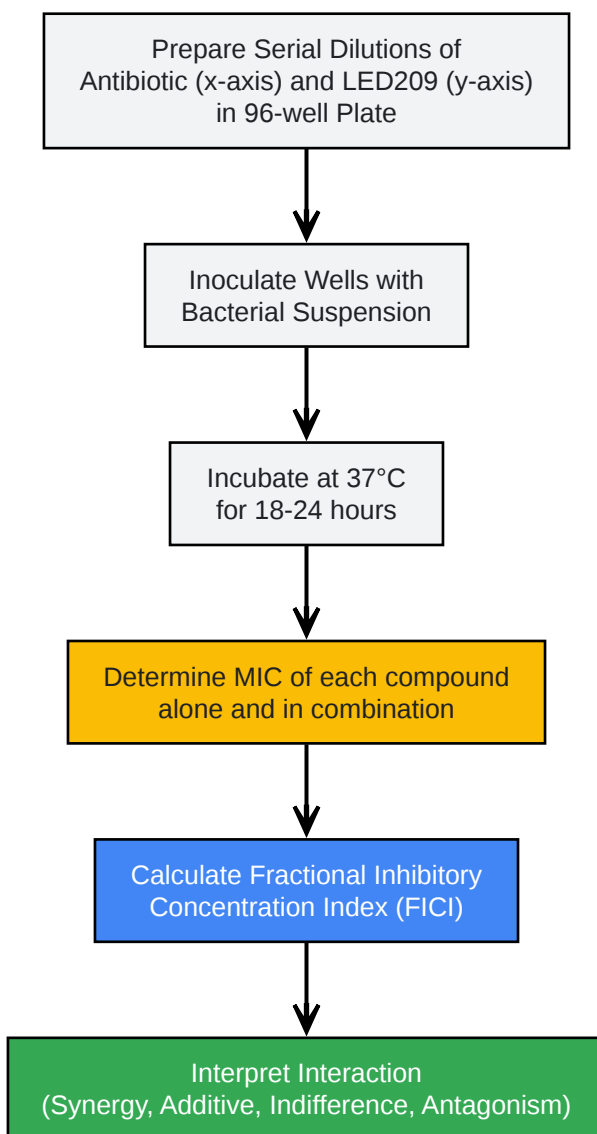 Prepare Serial Dilutions of
Antibiotic (x-axis) and LED209 (y-axis)
in 96-well Plate
Inoculate Wells with
Bacterial Suspension
Incubate at 37°C
for 18-24 hours
Determine MIC of each compound
alone and in combination
Calculate Fractional Inhibitory
Concentration Index (FICI)
Interpret Interaction
(Synergy, Additive, Indifference, Antagonism)